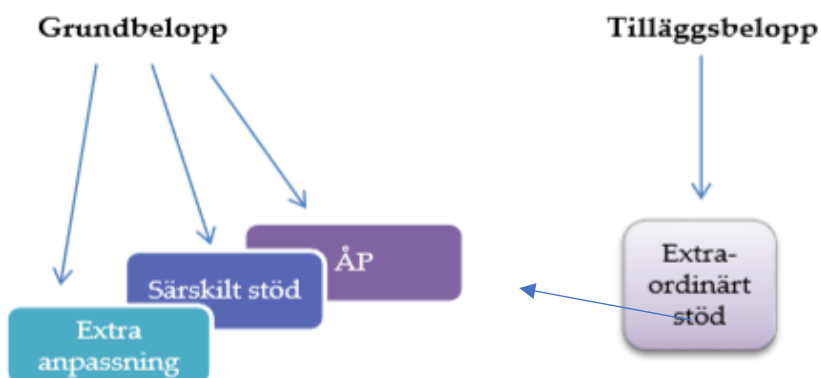 Grundbelopp
Tilläggsbelopp
ÅP
Särskilt stöd
Extra
anpassning
Extra-
ordinärt
stöd